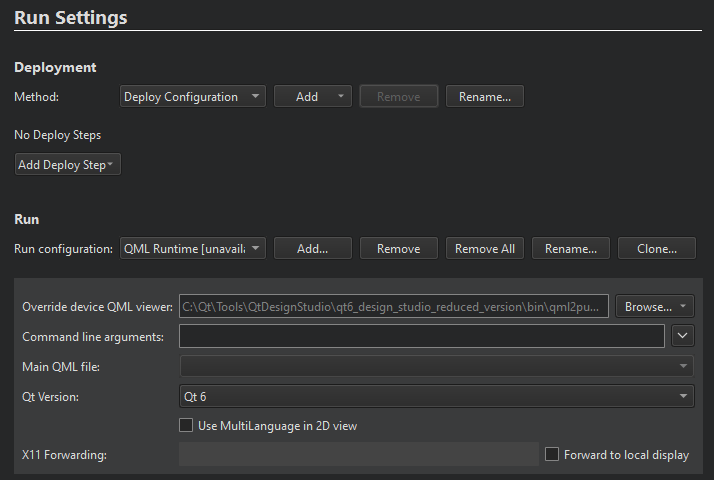 Run Settings
Deployment
Method: Deploy Configuration Add Remove Rename...
No Deploy Steps
Add Deploy Step
Run
Run configuration: QML Runtime [unavaila Add... Remove Remove All Rename... Clone...
Override device QML viewer: C:\Qt\Tools\QtDesignStudio\qt6_design_studio_reduced_version\bin\qml2pu... Browse...
Command line arguments:
Main QML file:
Qt Version: Qt 6
Use MultiLanguage in 2D view
X11 Forwarding: Forward to local display